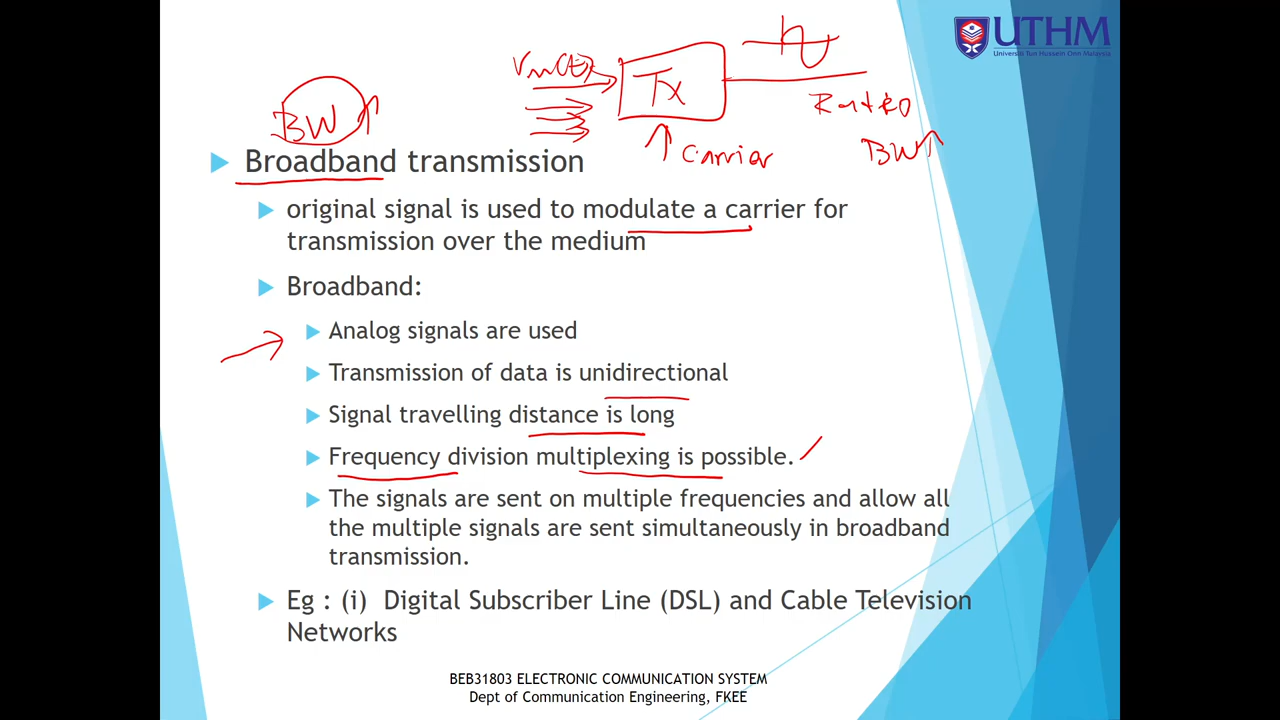 UTHM
Universiti Tun Hussein Onn Malaysia
Vm(t)
Tx
BW
Carrier
BW
Broadband transmission
original signal is used to modulate a carrier for
transmission over the medium
Broadband:
Analog signals are used
Transmission of data is unidirectional
Signal travelling distance is long
Frequency division multiplexing is possible.
The signals are sent on multiple frequencies and allow all
the multiple signals are sent simultaneously in broadband
transmission.
Eg : (i) Digital Subscriber Line (DSL) and Cable Television
Networks
BEB31803 ELECTRONIC COMMUNICATION SYSTEM
Dept of Communication Engineering, FKEE